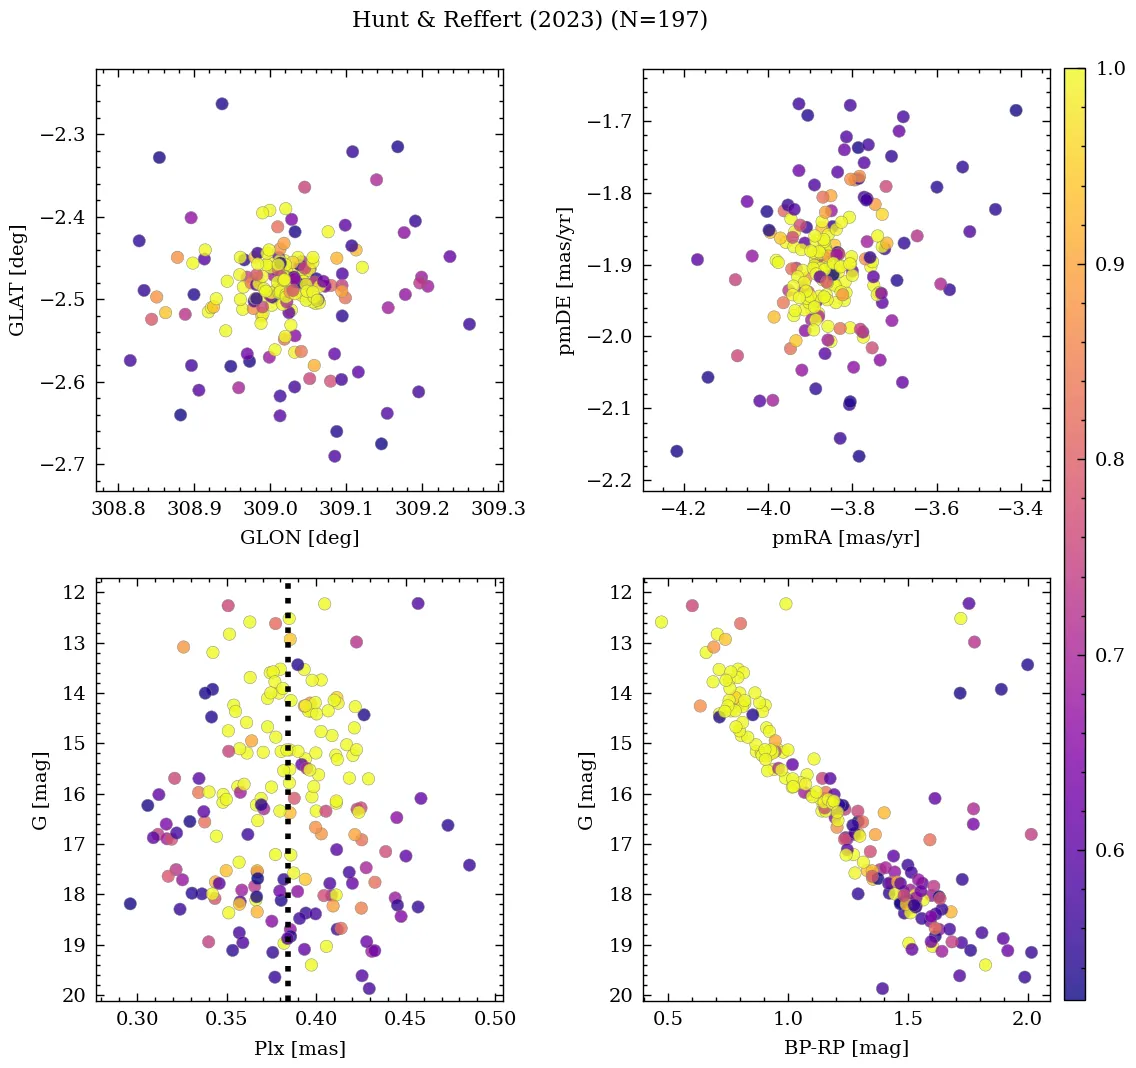 Hunt & Reffert (2023) (N=197)
−2.3
−2.4
−2.5
−2.6
−2.7
GLAT [deg]
308.8 308.9 309.0 309.1 309.2 309.3
GLON [deg]
−1.7
−1.8
−1.9
−2.0
−2.1
−2.2
pmDE [mas/yr]
−4.2 −4.0 −3.8 −3.6 −3.4
pmRA [mas/yr]
1.0
0.9
0.8
0.7
0.6
12
13
14
15
16
17
18
19
20
G [mag]
0.30 0.35 0.40 0.45 0.50
Plx [mas]
12
13
14
15
16
17
18
19
20
G [mag]
0.5 1.0 1.5 2.0
BP-RP [mag]